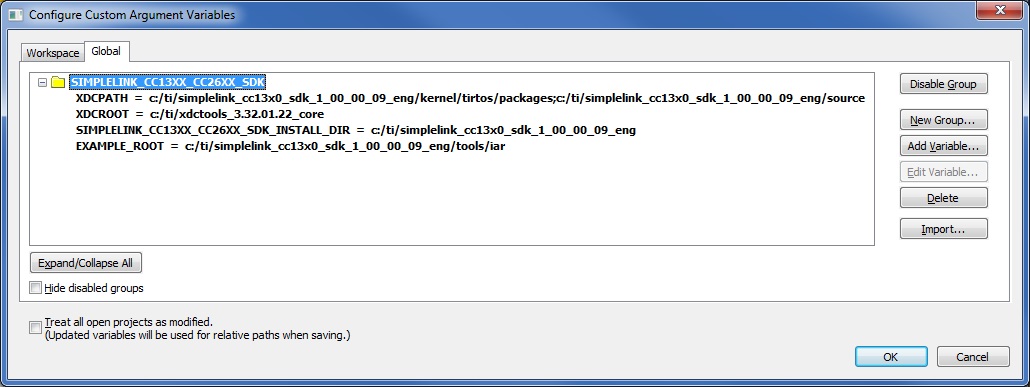 Configure Custom Argument Variables
Workspace
Global
SIMPLELINK_CC13XX_CC26XX_SDK
XDCPATH = c:/ti/simplelink_cc13x0_sdk_1_00_00_09_eng/kernel/tirtos/packages;c:/ti/simplelink_cc13x0_sdk_1_00_00_09_eng/source
XDCROOT = c:/ti/xdctools_3.32.01.22_core
SIMPLELINK_CC13XX_CC26XX_SDK_INSTALL_DIR = c:/ti/simplelink_cc13x0_sdk_1_00_00_09_eng
EXAMPLE_ROOT = c:/ti/simplelink_cc13x0_sdk_1_00_00_09_eng/tools/iar
Disable Group
New Group...
Add Variable...
Edit Variable...
Delete
Import...
Expand/Collapse All
Hide disabled groups
Treat all open projects as modified.
(Updated variables will be used for relative paths when saving.)
OK
Cancel